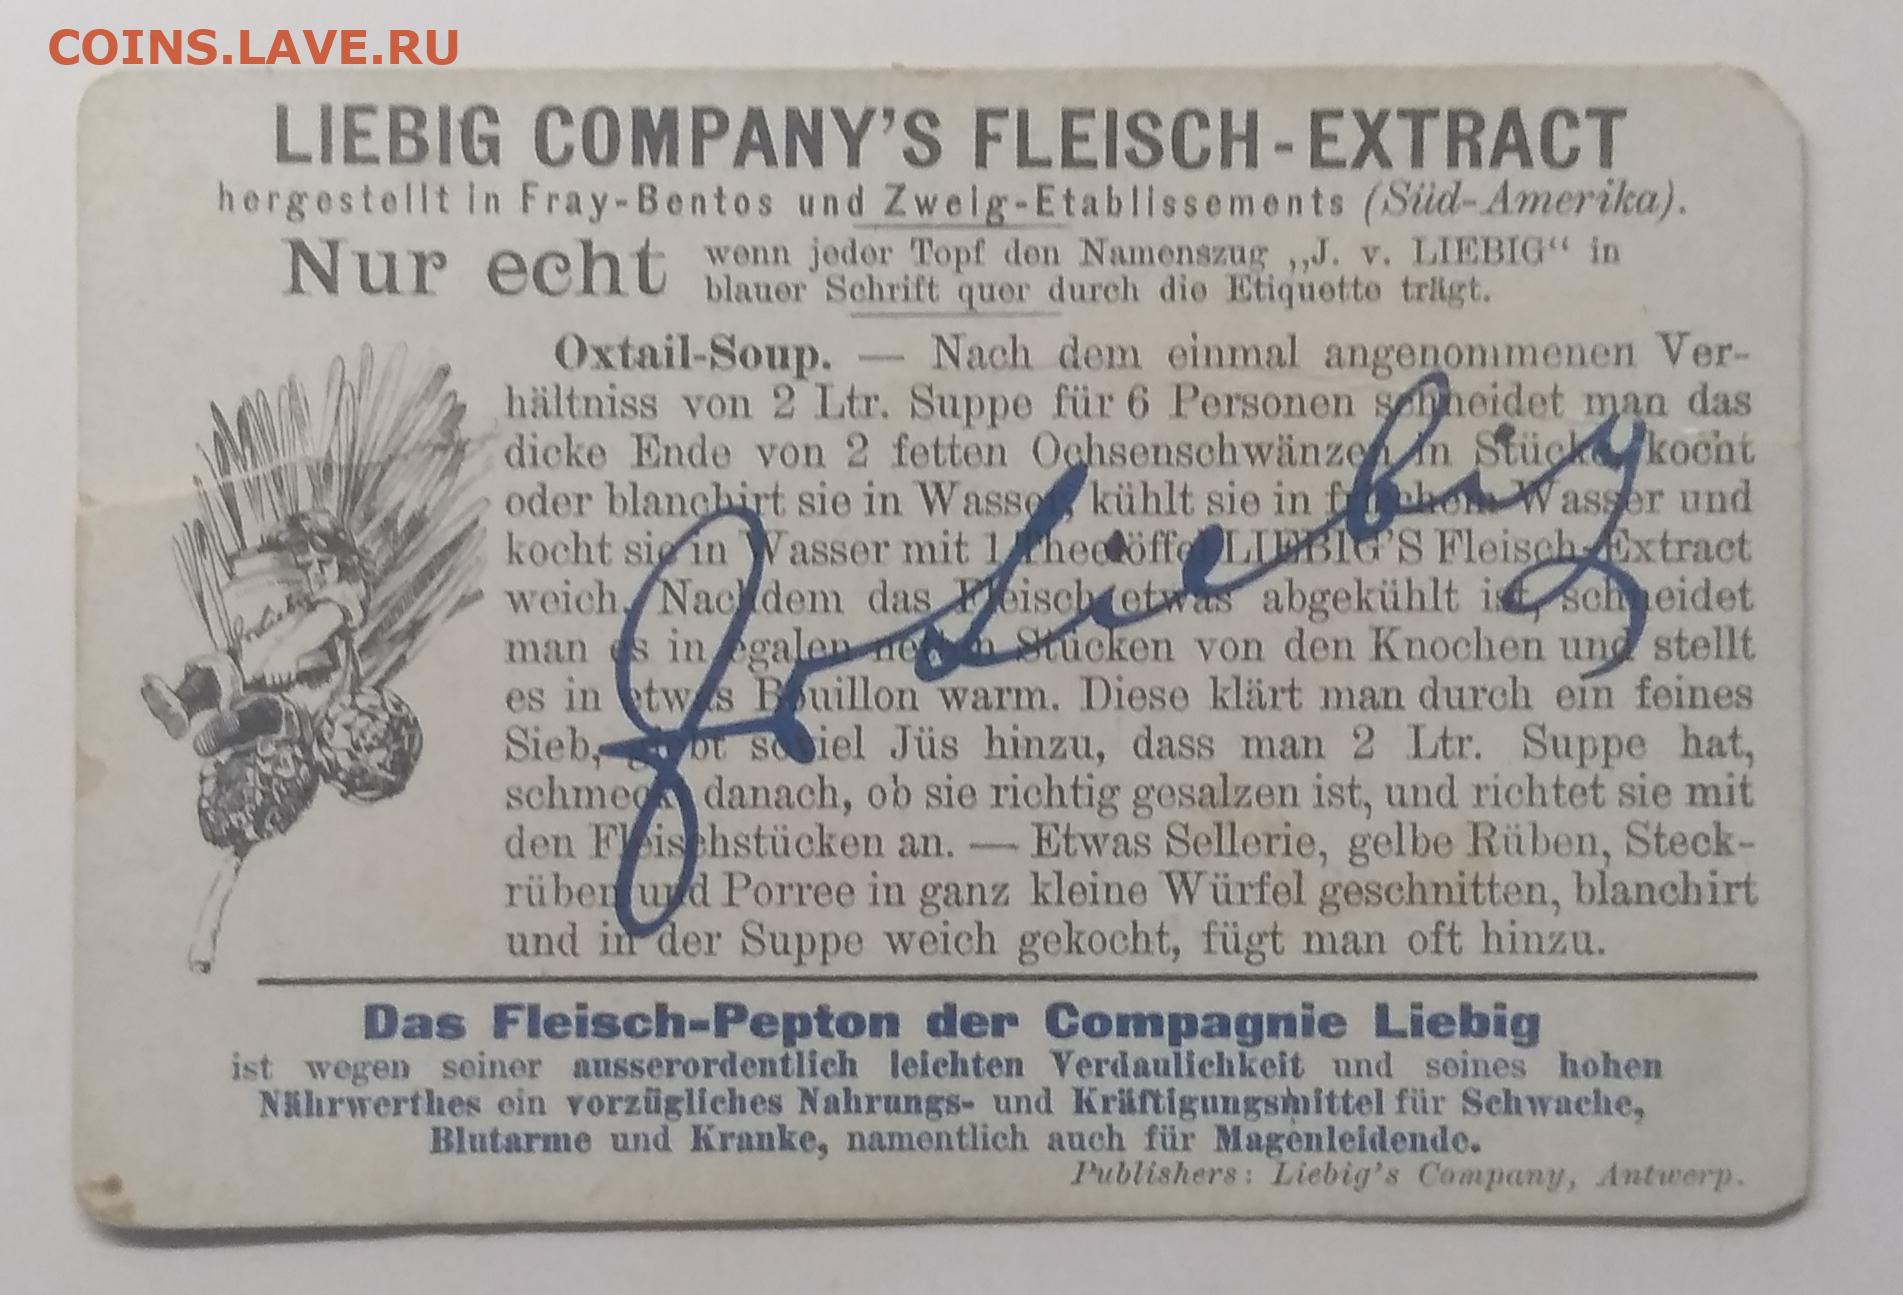 COINS.LAVE.RU
LIEBIG COMPANY'S FLEISCH-EXTRACT
hergestellt in Fray-Bentos und Zweig-Etablissements (Süd-Amerika).
Nur echt wenn jeder Topf den Namenszug „J. v. LIEBIG“ in
blauer Schrift quer durch die Etiquette trägt.
Oxtail-Soup. — Nach dem einmal angenommenen Ver-
hältniss von 2 Ltr. Suppe für 6 Personen schneidet man das
dicke Ende von 2 fetten Ochsenschwänzen in Stücke, kocht
oder blanchirt sie in Wasser, kühlt sie in frischem Wasser und
kocht sie in Wasser mit 1 Theelöffel LIEBIG'S Fleisch-Extract
weich. Nachdem das Fleisch etwas abgekühlt ist, schneidet
man es in egalen netten Stücken von den Knochen und stellt
es in etwas Bouillon warm. Diese klärt man durch ein feines
Sieb, giebt soviel Jüs hinzu, dass man 2 Ltr. Suppe hat,
schmeckt danach, ob sie richtig gesalzen ist, und richtet sie mit
den Fleischstücken an. — Etwas Sellerie, gelbe Rüben, Steck-
rüben und Porree in ganz kleine Würfel geschnitten, blanchirt
und in der Suppe weich gekocht, fügt man oft hinzu.
JvLiebig
Das Fleisch-Pepton der Compagnie Liebig
ist wegen seiner ausserordentlich leichten Verdaulichkeit und seines hohen
Nährwerthes ein vorzügliches Nahrungs- und Kräftigungsmittel für Schwache,
Blutarme und Kranke, namentlich auch für Magenleidende.
Publishers: Liebig's Company, Antwerp.